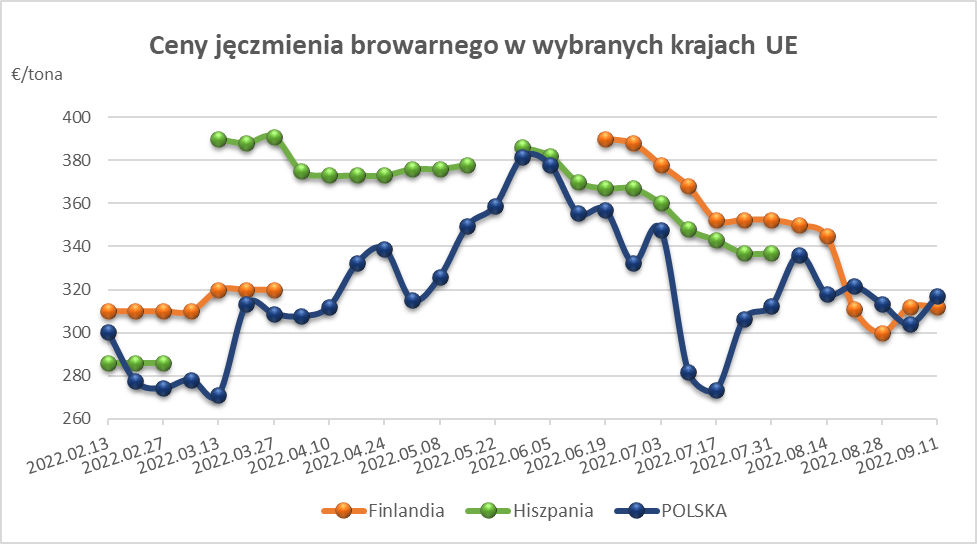 Ceny jęczmienia browarnego w wybranych krajach UE
€/tona
400
380
360
340
320
300
280
260
2022.02.13 2022.02.27 2022.03.13 2022.03.27 2022.04.10 2022.04.24 2022.05.08 2022.05.22 2022.06.05 2022.06.19 2022.07.03 2022.07.17 2022.07.31 2022.08.14 2022.08.28 2022.09.11
Finlandia Hiszpania POLSKA